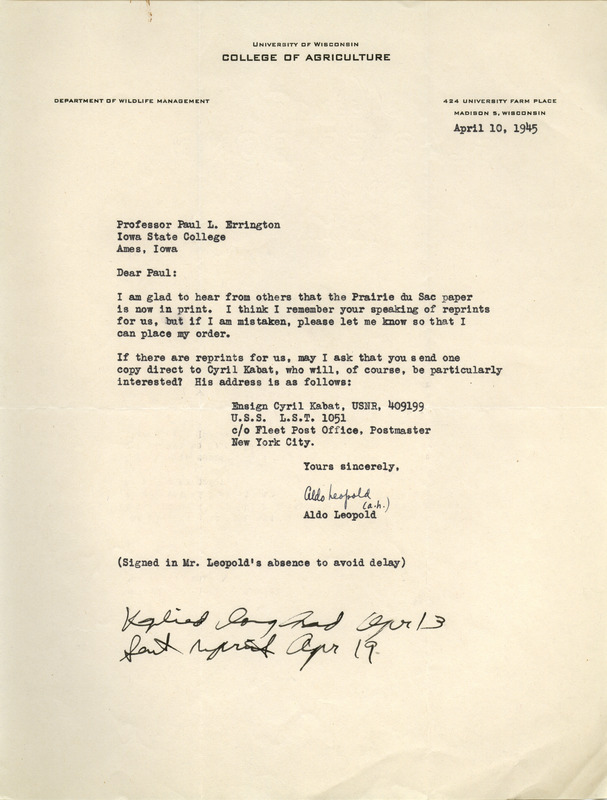 UNIVERSITY OF WISCONSIN
COLLEGE OF AGRICULTURE
DEPARTMENT OF WILDLIFE MANAGEMENT
424 UNIVERSITY FARM PLACE
MADISON 5, WISCONSIN
April 10, 1945
Professor Paul L. Errington
Iowa State College
Ames, Iowa
Dear Paul:
I am glad to hear from others that the Prairie du Sac paper
is now in print. I think I remember your speaking of reprints
for us, but if I am mistaken, please let me know so that I
can place my order.
If there are reprints for us, may I ask that you send one
copy direct to Cyril Kabat, who will, of course, be particularly
interested? His address is as follows:
Ensign Cyril Kabat, USNR, 409199
U.S.S. L.S.T. 1051
c/o Fleet Post Office, Postmaster
New York City.
Yours sincerely,
Aldo Leopold
(a.h.)
Aldo Leopold
(Signed in Mr. Leopold's absence to avoid delay)
Replied longhand Apr 13
Sent reprint Apr 19